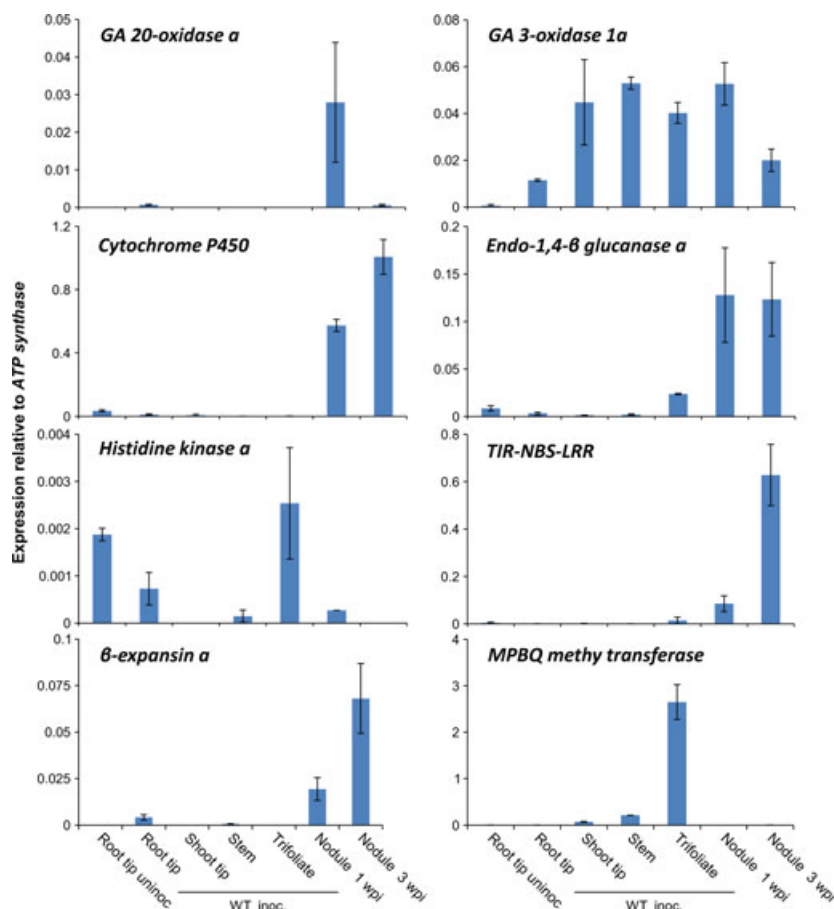 GA 20-oxidase a
0.05
0.04
0.03
0.02
0.01
0
GA 3-oxidase 1a
0.08
0.06
0.04
0.02
0
Cytochrome P450
1.2
0.8
0.4
0
Endo-1,4-β glucanase a
0.2
0.15
0.1
0.05
0
Expression relative to ATP synthase
Histidine kinase a
0.004
0.003
0.002
0.001
0
TIR-NBS-LRR
0.8
0.6
0.4
0.2
0
β-expansin a
0.1
0.075
0.05
0.025
0
MPBQ methy transferase
4
3
2
1
0
Root tip uninoc.
Root tip
Shoot tip
Stem
Trifoliate
Nodule 1 wpi
Nodule 3 wpi
WT inoc.
Root tip uninoc.
Root tip
Shoot tip
Stem
Trifoliate
Nodule 1 wpi
Nodule 3 wpi
WT inoc.